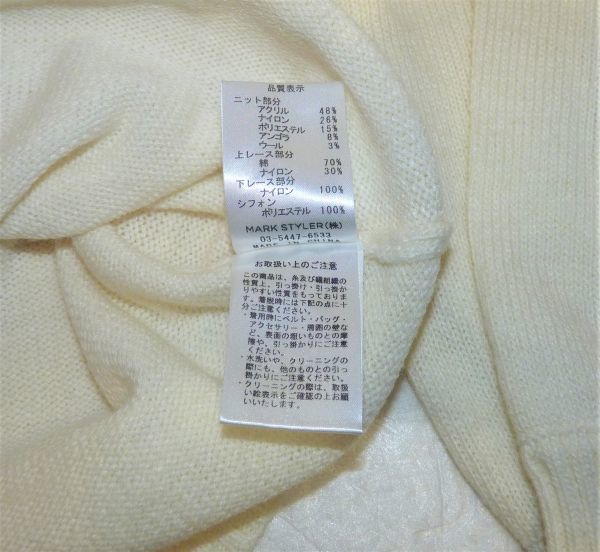 品質表示
ニット部分
アクリル 48%
ナイロン 26%
ポリエステル 15%
アンゴラ 8%
ウール 3%
上レース部分
綿 70%
ナイロン 30%
下レース部分
ナイロン 100%
シフォン
ポリエステル 100%
MARK STYLER(株)
03-5447-6533
MADE IN CHINA
お取扱い上のご注意
この商品は、糸及び編組織の
性質上、引っ掛け・引っ掛か
りやすい性質をもっておりま
す。着脱時には下記の点に十
分ご注意ください。
・着用時にベルト・バッグ・
アクセサリー・周囲の壁な
ど、表面の粗いものとの摩
擦や、引っ掛かりにご注意
ください。
・水洗いや、クリーニングの
際にも、他のものとの引っ
掛かりにご注意ください。
・クリーニングの際は、取扱
い絵表示をご確認の上お願
いいたします。